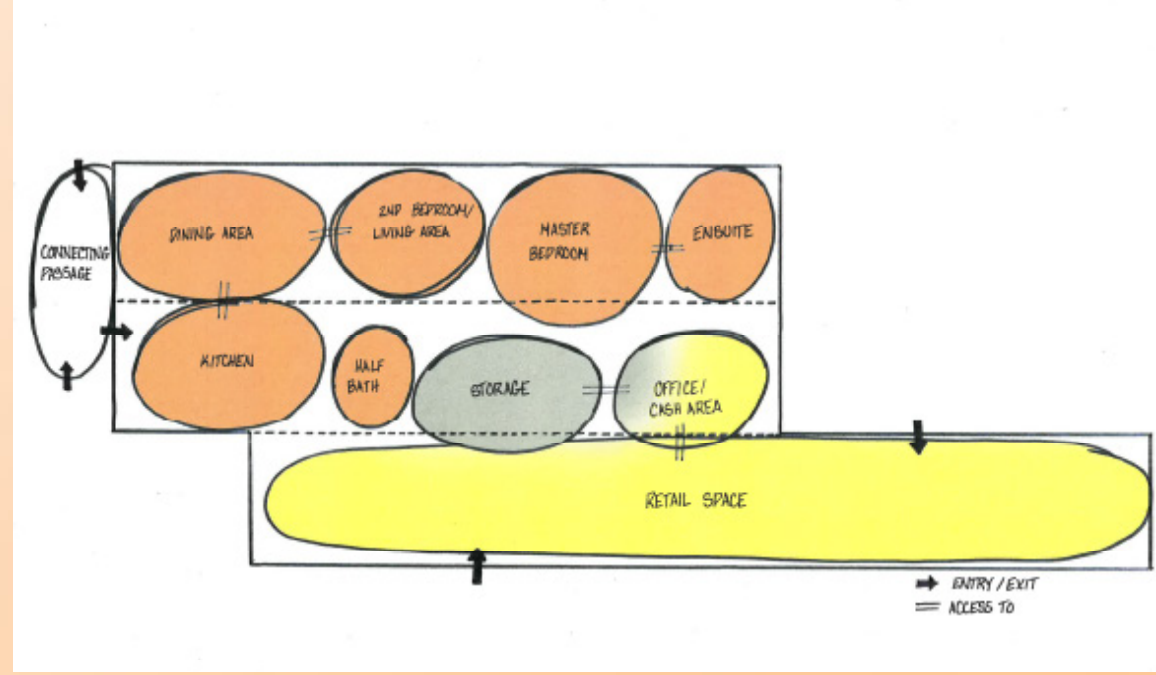 CONNECTING
PASSAGE
DINING AREA
2ND BEDROOM/
LIVING AREA
MASTER
BEDROOM
ENSUITE
KITCHEN
HALF
BATH
STORAGE
OFFICE/
CASH AREA
RETAIL SPACE
ENTRY/EXIT
ACCESS TO